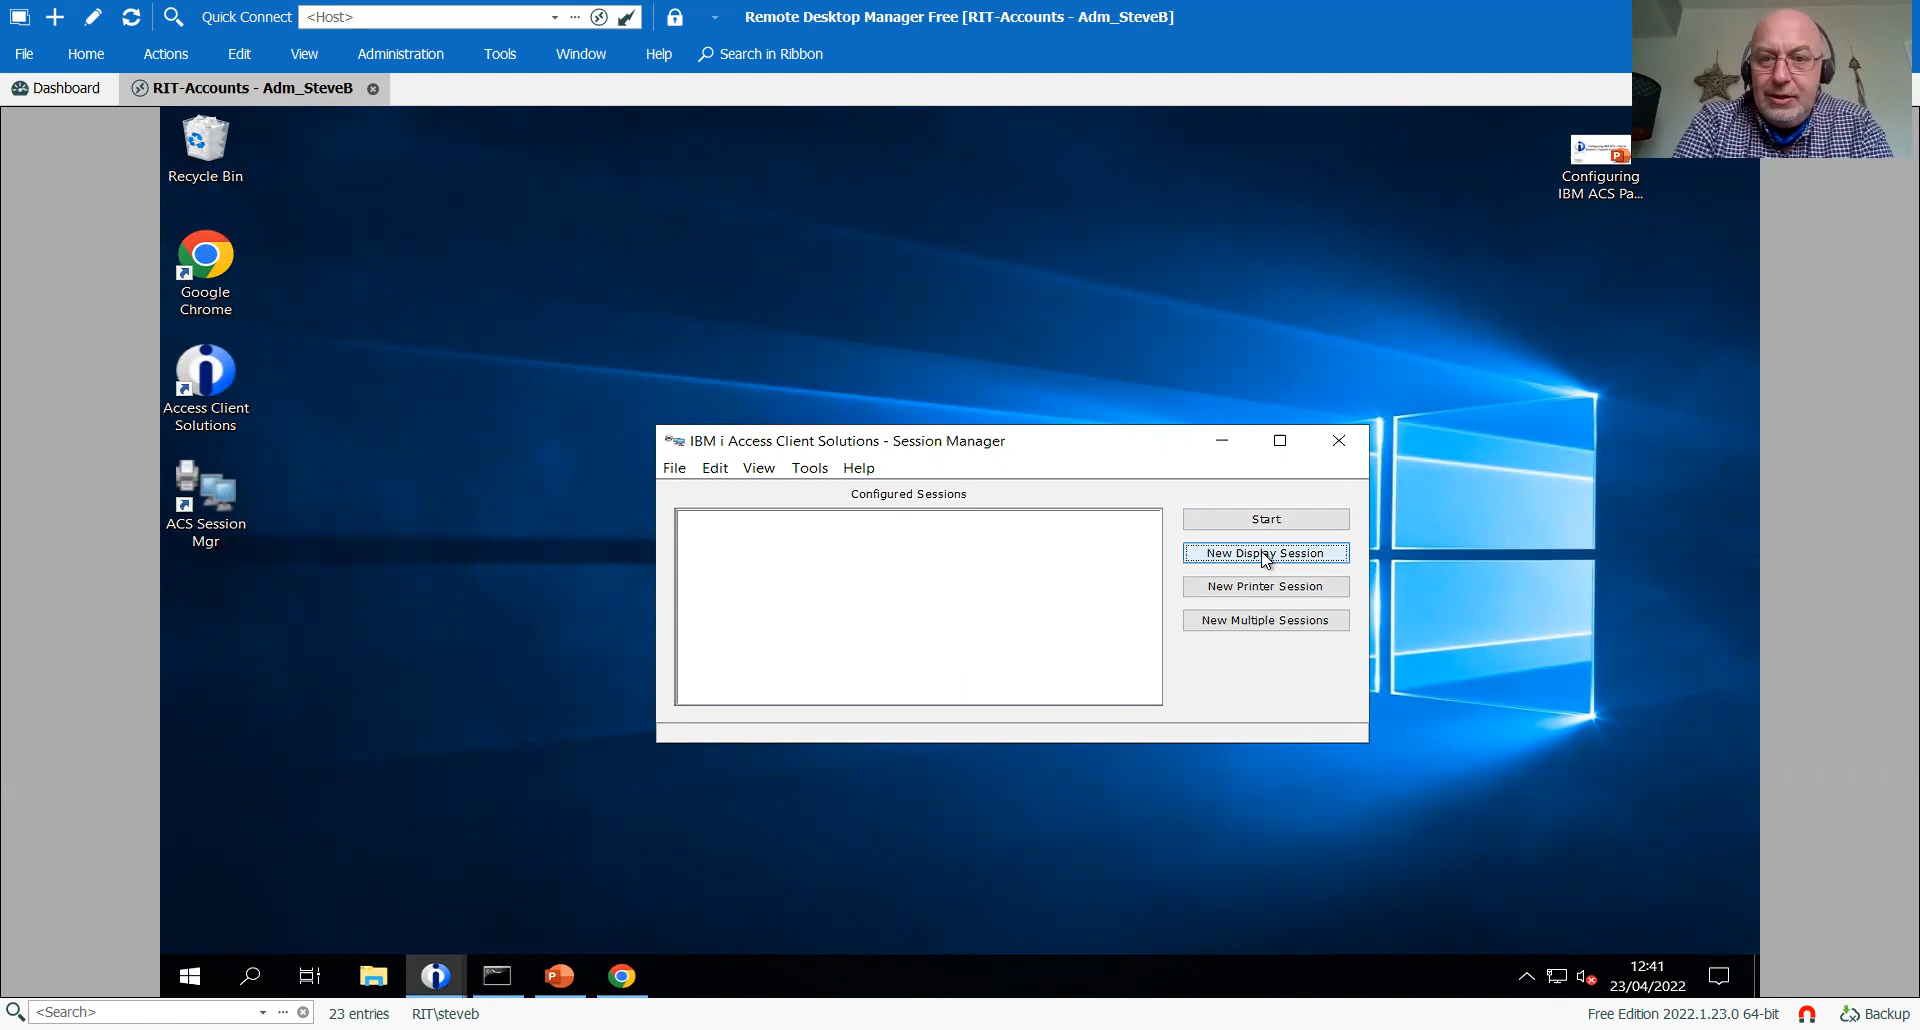 Quick Connect <Host> Remote Desktop Manager Free [RIT-Accounts - Adm_SteveB]
File Home Actions Edit View Administration Tools Window Help Search in Ribbon
Dashboard RIT-Accounts - Adm_SteveB
Recycle Bin
Configuring
IBM ACS Pa...
Google
Chrome
Access Client
Solutions
ACS Session
Mgr
IBM i Access Client Solutions - Session Manager
File Edit View Tools Help
Configured Sessions
Start
New Display Session
New Printer Session
New Multiple Sessions
12:41
23/04/2022
<Search> 23 entries RIT\steveb Free Edition 2022.1.23.0 64-bit Backup